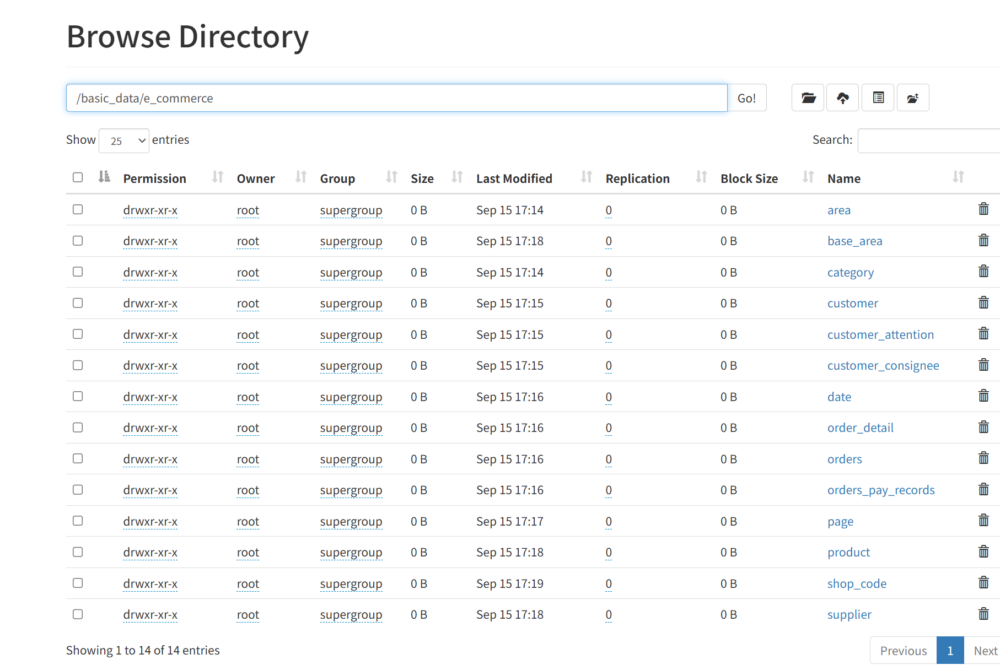 Browse Directory
/basic_data/e_commerce Go!
Show 25 entries Search:
Permission Owner Group Size Last Modified Replication Block Size Name
drwxr-xr-x root supergroup 0 B Sep 15 17:14 0 0 B area
drwxr-xr-x root supergroup 0 B Sep 15 17:18 0 0 B base_area
drwxr-xr-x root supergroup 0 B Sep 15 17:14 0 0 B category
drwxr-xr-x root supergroup 0 B Sep 15 17:15 0 0 B customer
drwxr-xr-x root supergroup 0 B Sep 15 17:15 0 0 B customer_attention
drwxr-xr-x root supergroup 0 B Sep 15 17:15 0 0 B customer_consignee
drwxr-xr-x root supergroup 0 B Sep 15 17:16 0 0 B date
drwxr-xr-x root supergroup 0 B Sep 15 17:16 0 0 B order_detail
drwxr-xr-x root supergroup 0 B Sep 15 17:16 0 0 B orders
drwxr-xr-x root supergroup 0 B Sep 15 17:16 0 0 B orders_pay_records
drwxr-xr-x root supergroup 0 B Sep 15 17:17 0 0 B page
drwxr-xr-x root supergroup 0 B Sep 15 17:18 0 0 B product
drwxr-xr-x root supergroup 0 B Sep 15 17:19 0 0 B shop_code
drwxr-xr-x root supergroup 0 B Sep 15 17:18 0 0 B supplier
Showing 1 to 14 of 14 entries Previous 1 Next